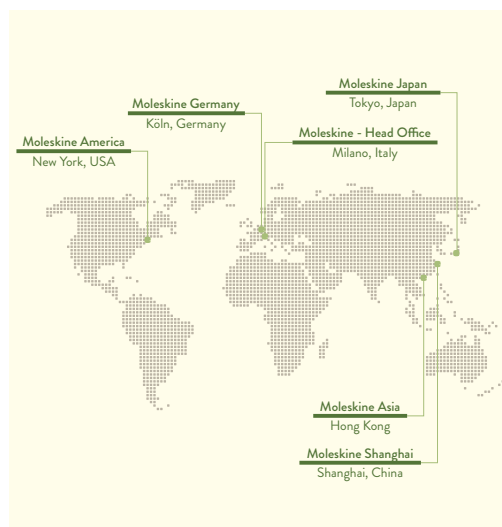 Moleskine Japan
Tokyo, Japan
Moleskine Germany
Köln, Germany
Moleskine - Head Office
Milano, Italy
Moleskine America
New York, USA
Moleskine Asia
Hong Kong
Moleskine Shanghai
Shanghai, China